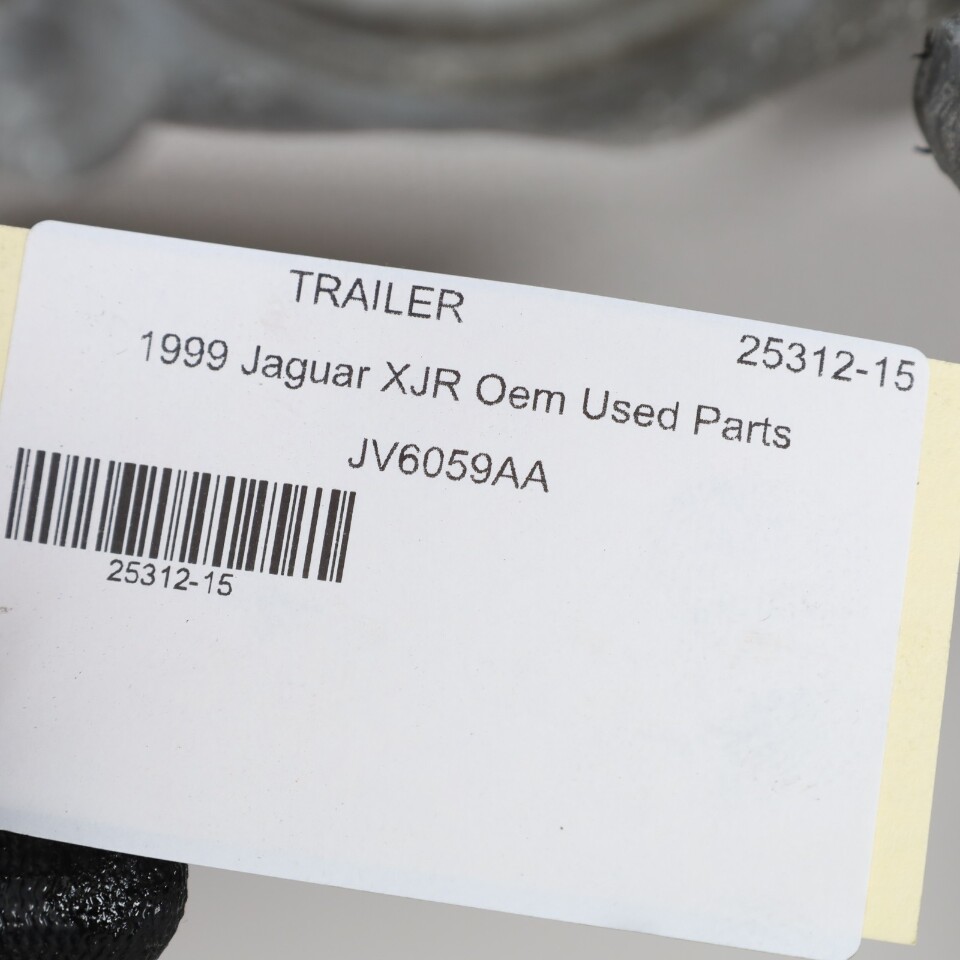 TRAILER
25312-15
1999 Jaguar XJR Oem Used Parts
JV6059AA
25312-15